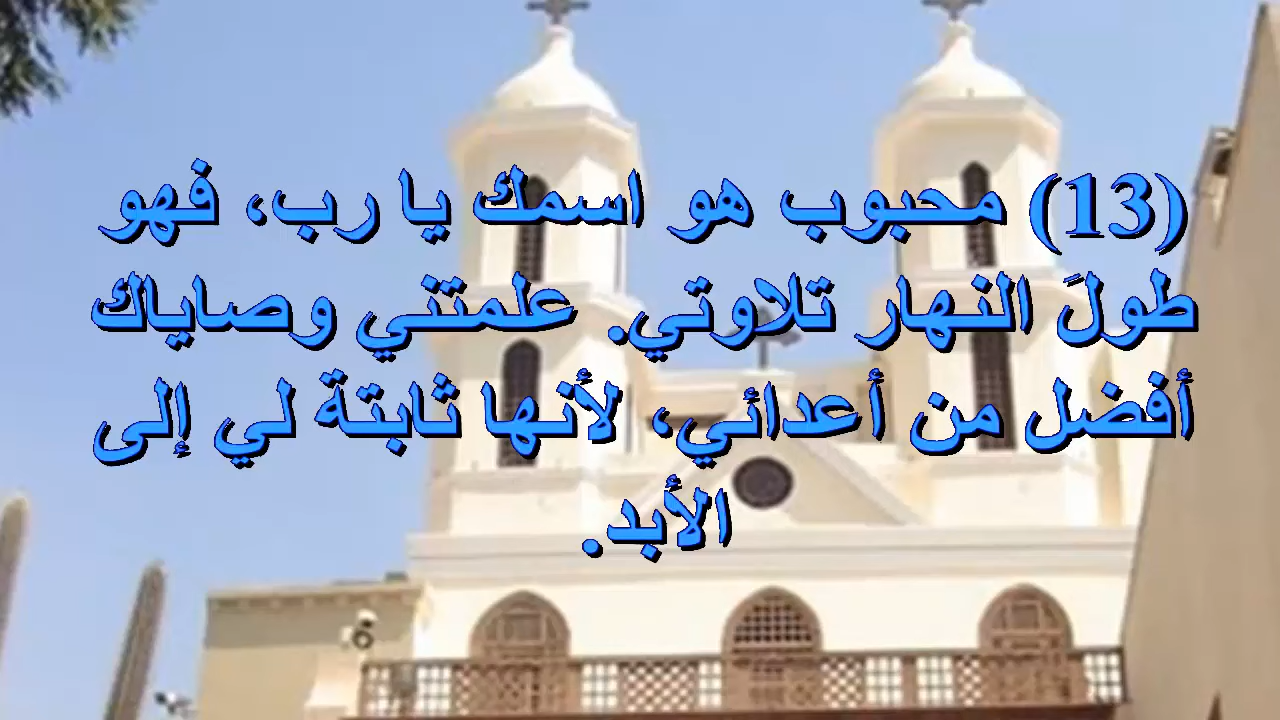 (13) محبوب هو اسمك يا رب، فهو
طولَ النهار تلاوتي. علمتني وصاياك
أفضل من أعدائي، لأنها ثابتة لي إلى
الأبد.